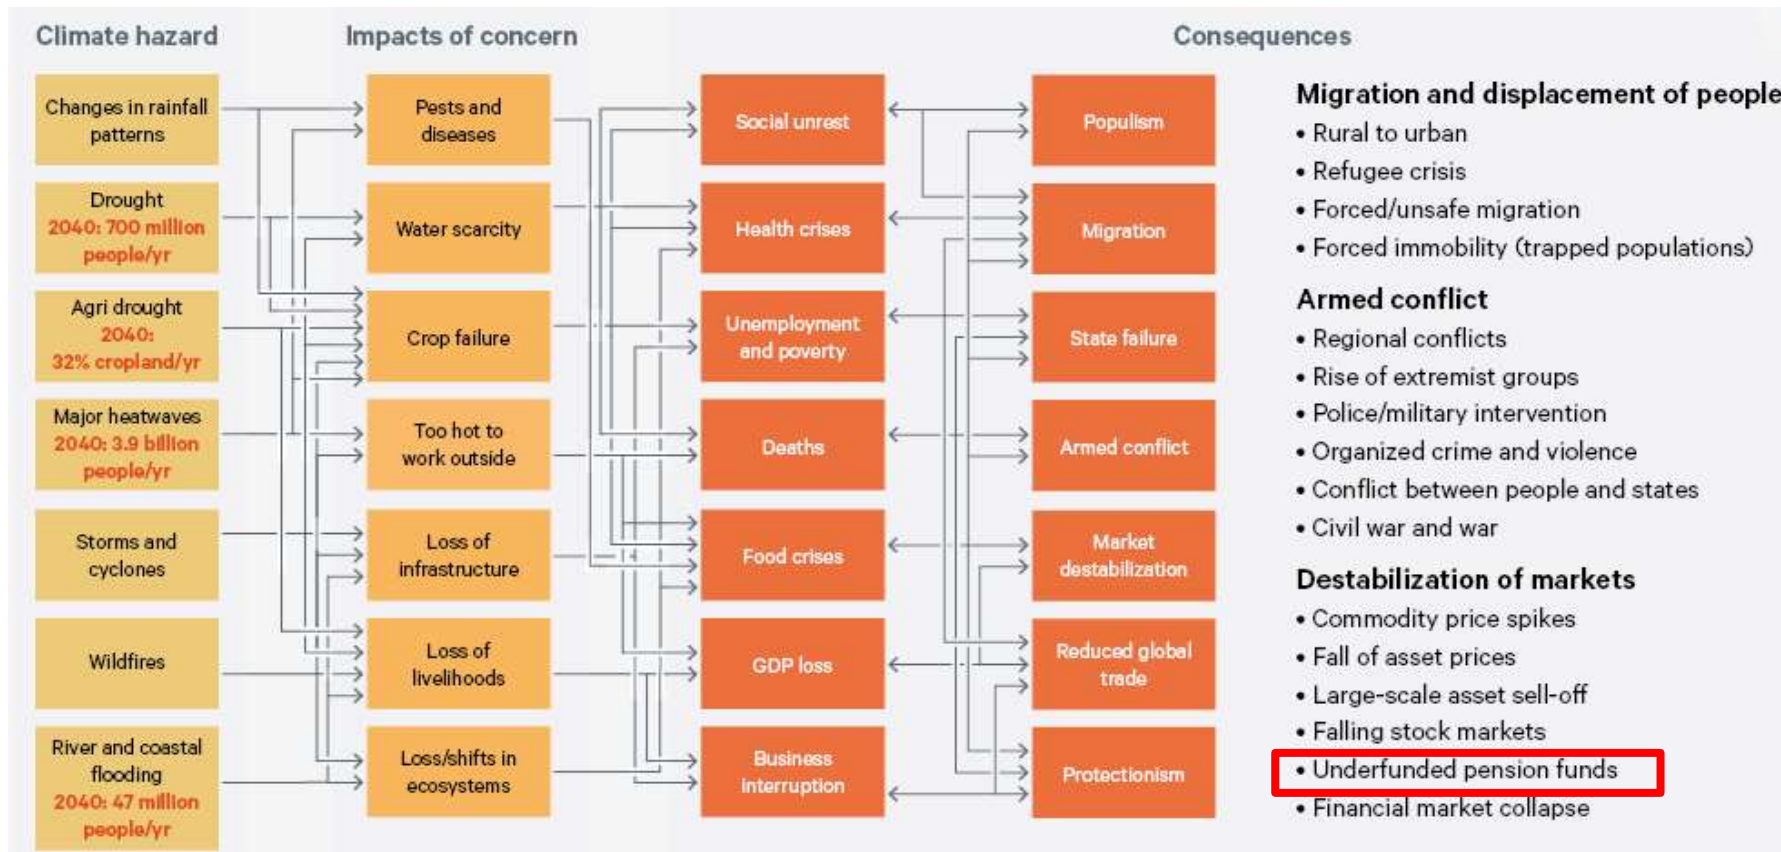 Climate hazard
Impacts of concern
Consequences
Changes in rainfall
patterns
Drought
2040: 700 million
people/yr
Agri drought
2040:
32% cropland/yr
Major heatwaves
2040: 3.9 billion
people/yr
Storms and
cyclones
Wildfires
River and coastal
flooding
2040: 47 million
people/yr
Pests and
diseases
Water scarcity
Crop failure
Too hot to
work outside
Loss of
infrastructure
Loss of
livelihoods
Loss/shifts in
ecosystems
Social unrest
Health crises
Unemployment
and poverty
Deaths
Food crises
GDP loss
Business
interruption
Populism
Migration
State failure
Armed conflict
Market
destabilization
Reduced global
trade
Protectionism
Migration and displacement of people
• Rural to urban
• Refugee crisis
• Forced/unsafe migration
• Forced immobility (trapped populations)
Armed conflict
• Regional conflicts
• Rise of extremist groups
• Police/military intervention
• Organized crime and violence
• Conflict between people and states
• Civil war and war
Destabilization of markets
• Commodity price spikes
• Fall of asset prices
• Large-scale asset sell-off
• Falling stock markets
• Underfunded pension funds
• Financial market collapse